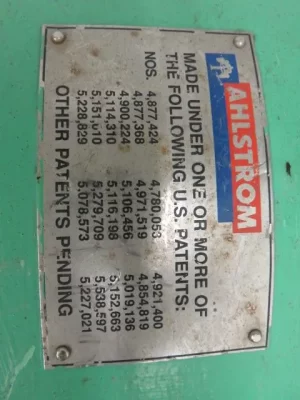 AHLSTROM
MADE UNDER ONE OR MORE OF
THE FOLLOWING U.S. PATENTS:
NOS. 4,877,424 4,780,053 4,921,400
4,877,368 4,971,519 4,854,819
4,900,224 5,106,456 5,019,136
5,114,310 5,116,198 5,152,663
5,151,010 5,279,709 5,538,597
5,228,829 5,078,573 5,227,021
OTHER PATENTS PENDING